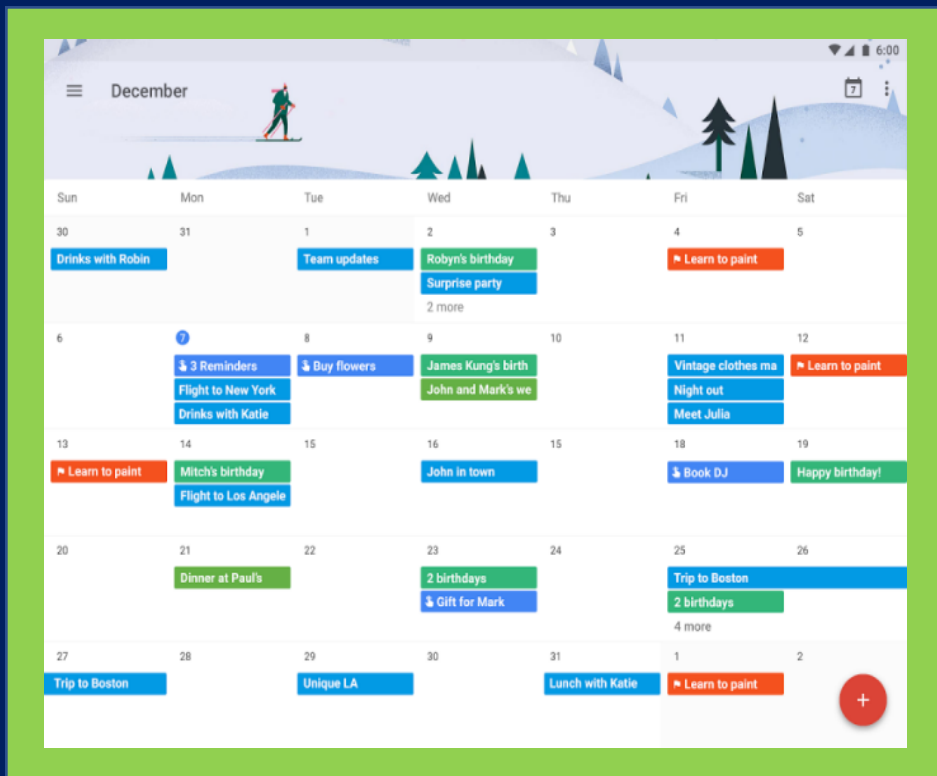 6:00
December
7
Sun Mon Tue Wed Thu Fri Sat
30 31 1 2 3 4 5
Drinks with Robin Team updates Robyn's birthday Learn to paint
Surprise party
2 more
6 7 8 9 10 11 12
3 Reminders Buy flowers James Kung's birth Vintage clothes ma Learn to paint
Flight to New York John and Mark's we Night out
Drinks with Katie Meet Julia
13 14 15 16 15 18 19
Learn to paint Mitch's birthday John in town Book DJ Happy birthday!
Flight to Los Angele
20 21 22 23 24 25 26
Dinner at Paul's 2 birthdays Trip to Boston
Gift for Mark 2 birthdays
4 more
27 28 29 30 31 1 2
Trip to Boston Unique LA Lunch with Katie Learn to paint
+